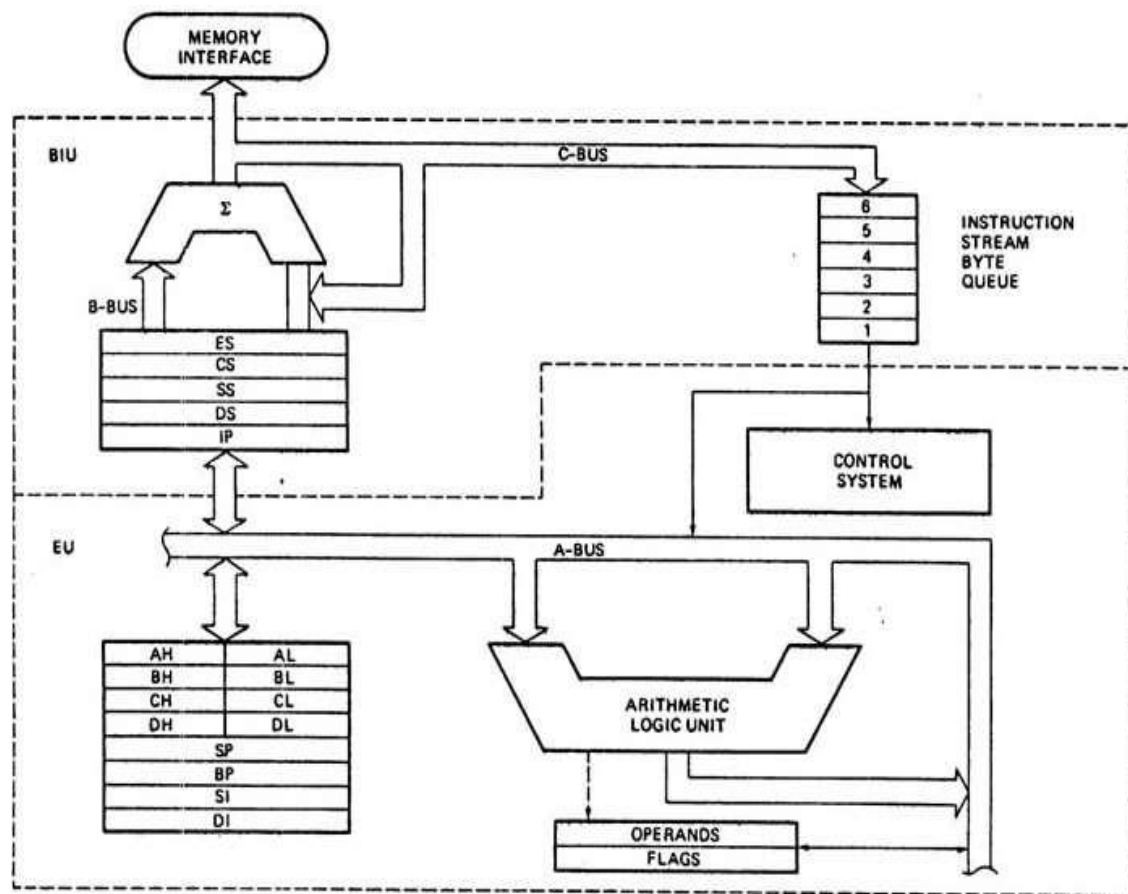 MEMORY
INTERFACE
BIU
C-BUS
Σ
6
5
4
3
2
1
INSTRUCTION
STREAM
BYTE
QUEUE
B-BUS
ES
CS
SS
DS
IP
CONTROL
SYSTEM
EU
A-BUS
AH AL
BH BL
CH CL
DH DL
SP
BP
SI
DI
ARITHMETIC
LOGIC UNIT
OPERANDS
FLAGS